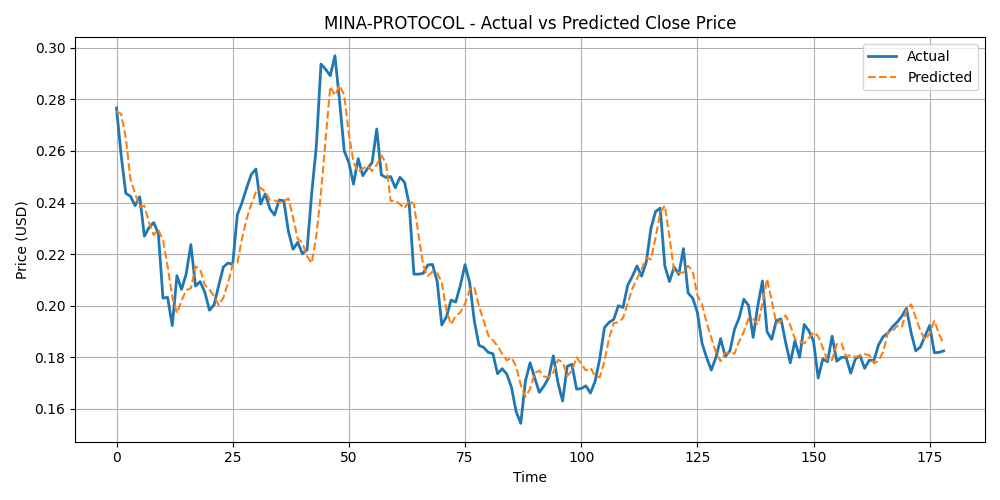 MINA-PROTOCOL - Actual vs Predicted Close Price
Actual
Predicted
Price (USD)
0.30
0.28
0.26
0.24
0.22
0.20
0.18
0.16
0 25 50 75 100 125 150 175
Time